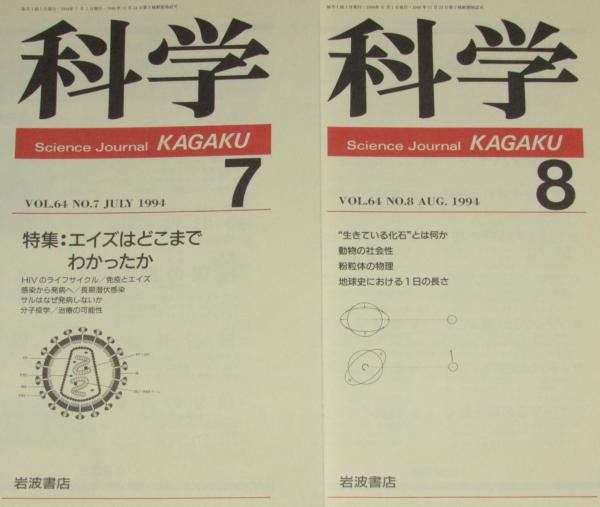 科学
Science Journal KAGAKU
7
VOL.64 NO.7 JULY 1994
特集:エイズはどこまで
わかったか
HIVのライフサイクル/免疫とエイズ
感染から発病へ/長期潜伏感染
サルはなぜ発病しないか
分子疫学/治療の可能性
岩波書店
科学
Science Journal KAGAKU
8
VOL.64 NO.8 AUG. 1994
“生きている化石”とは何か
動物の社会性
粉粒体の物理
地球史における1日の長さ
岩波書店